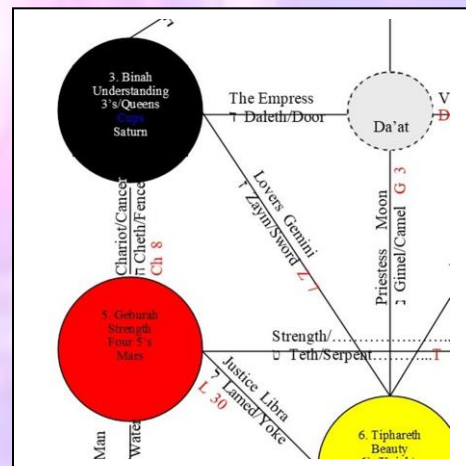 3. Binah
Understanding
3's/Queens
Cups
Saturn
The Empress
ד Daleth/Door
V
D
Da'at
Chariot/Cancer
ח Cheth/Fence
Ch 8
Lovers Gemini
ז Zayin/Sword Z 7
Priestess Moon
ג Gimel/Camel G 3
5. Geburah
Strength
Four 5's
Mars
Strength/
ט Teth/Serpent.........T
Justice Libra
ל Lamed/Yoke
L 30
Man
Water
6. Tiphareth
Beauty